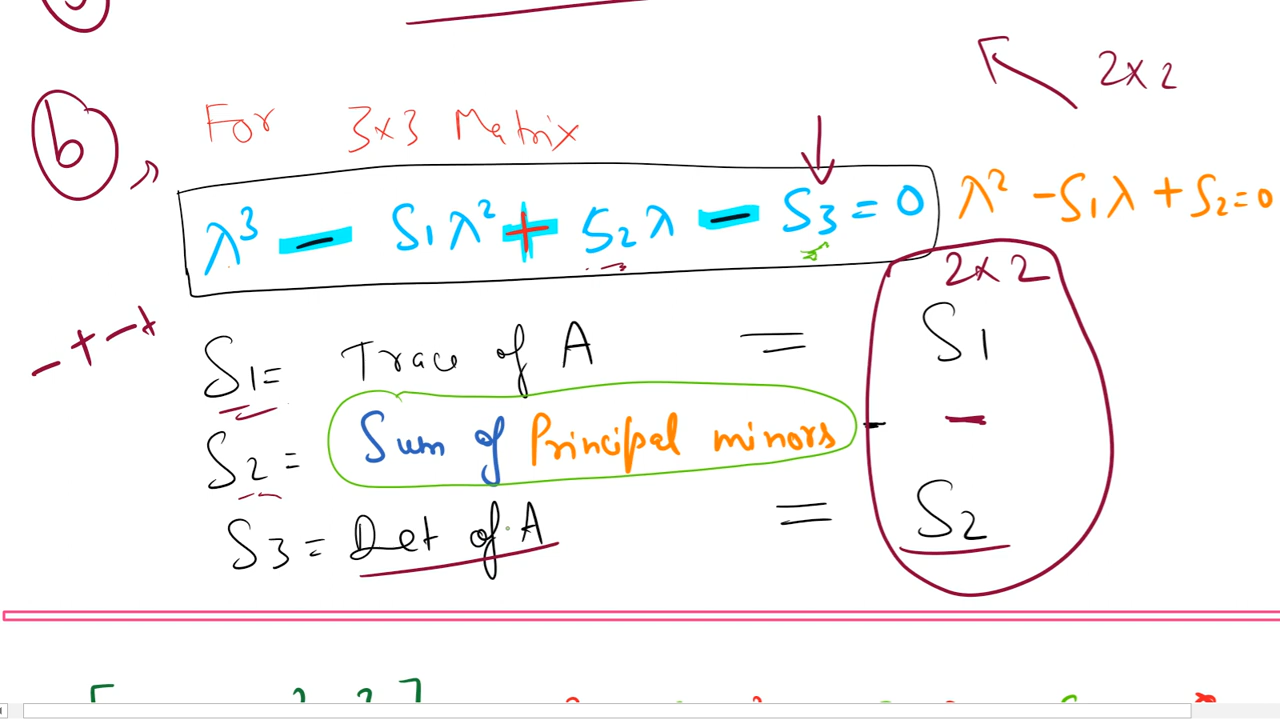 2x2
b,
For 3x3 Matrix
λ³ - S1λ² + S2λ - S3 = 0
λ² - S1λ + S2 = 0
- + - +
2x2
S1 = Trace of A = S1
S2 = Sum of Principal minors - -
S3 = Det of A = S2